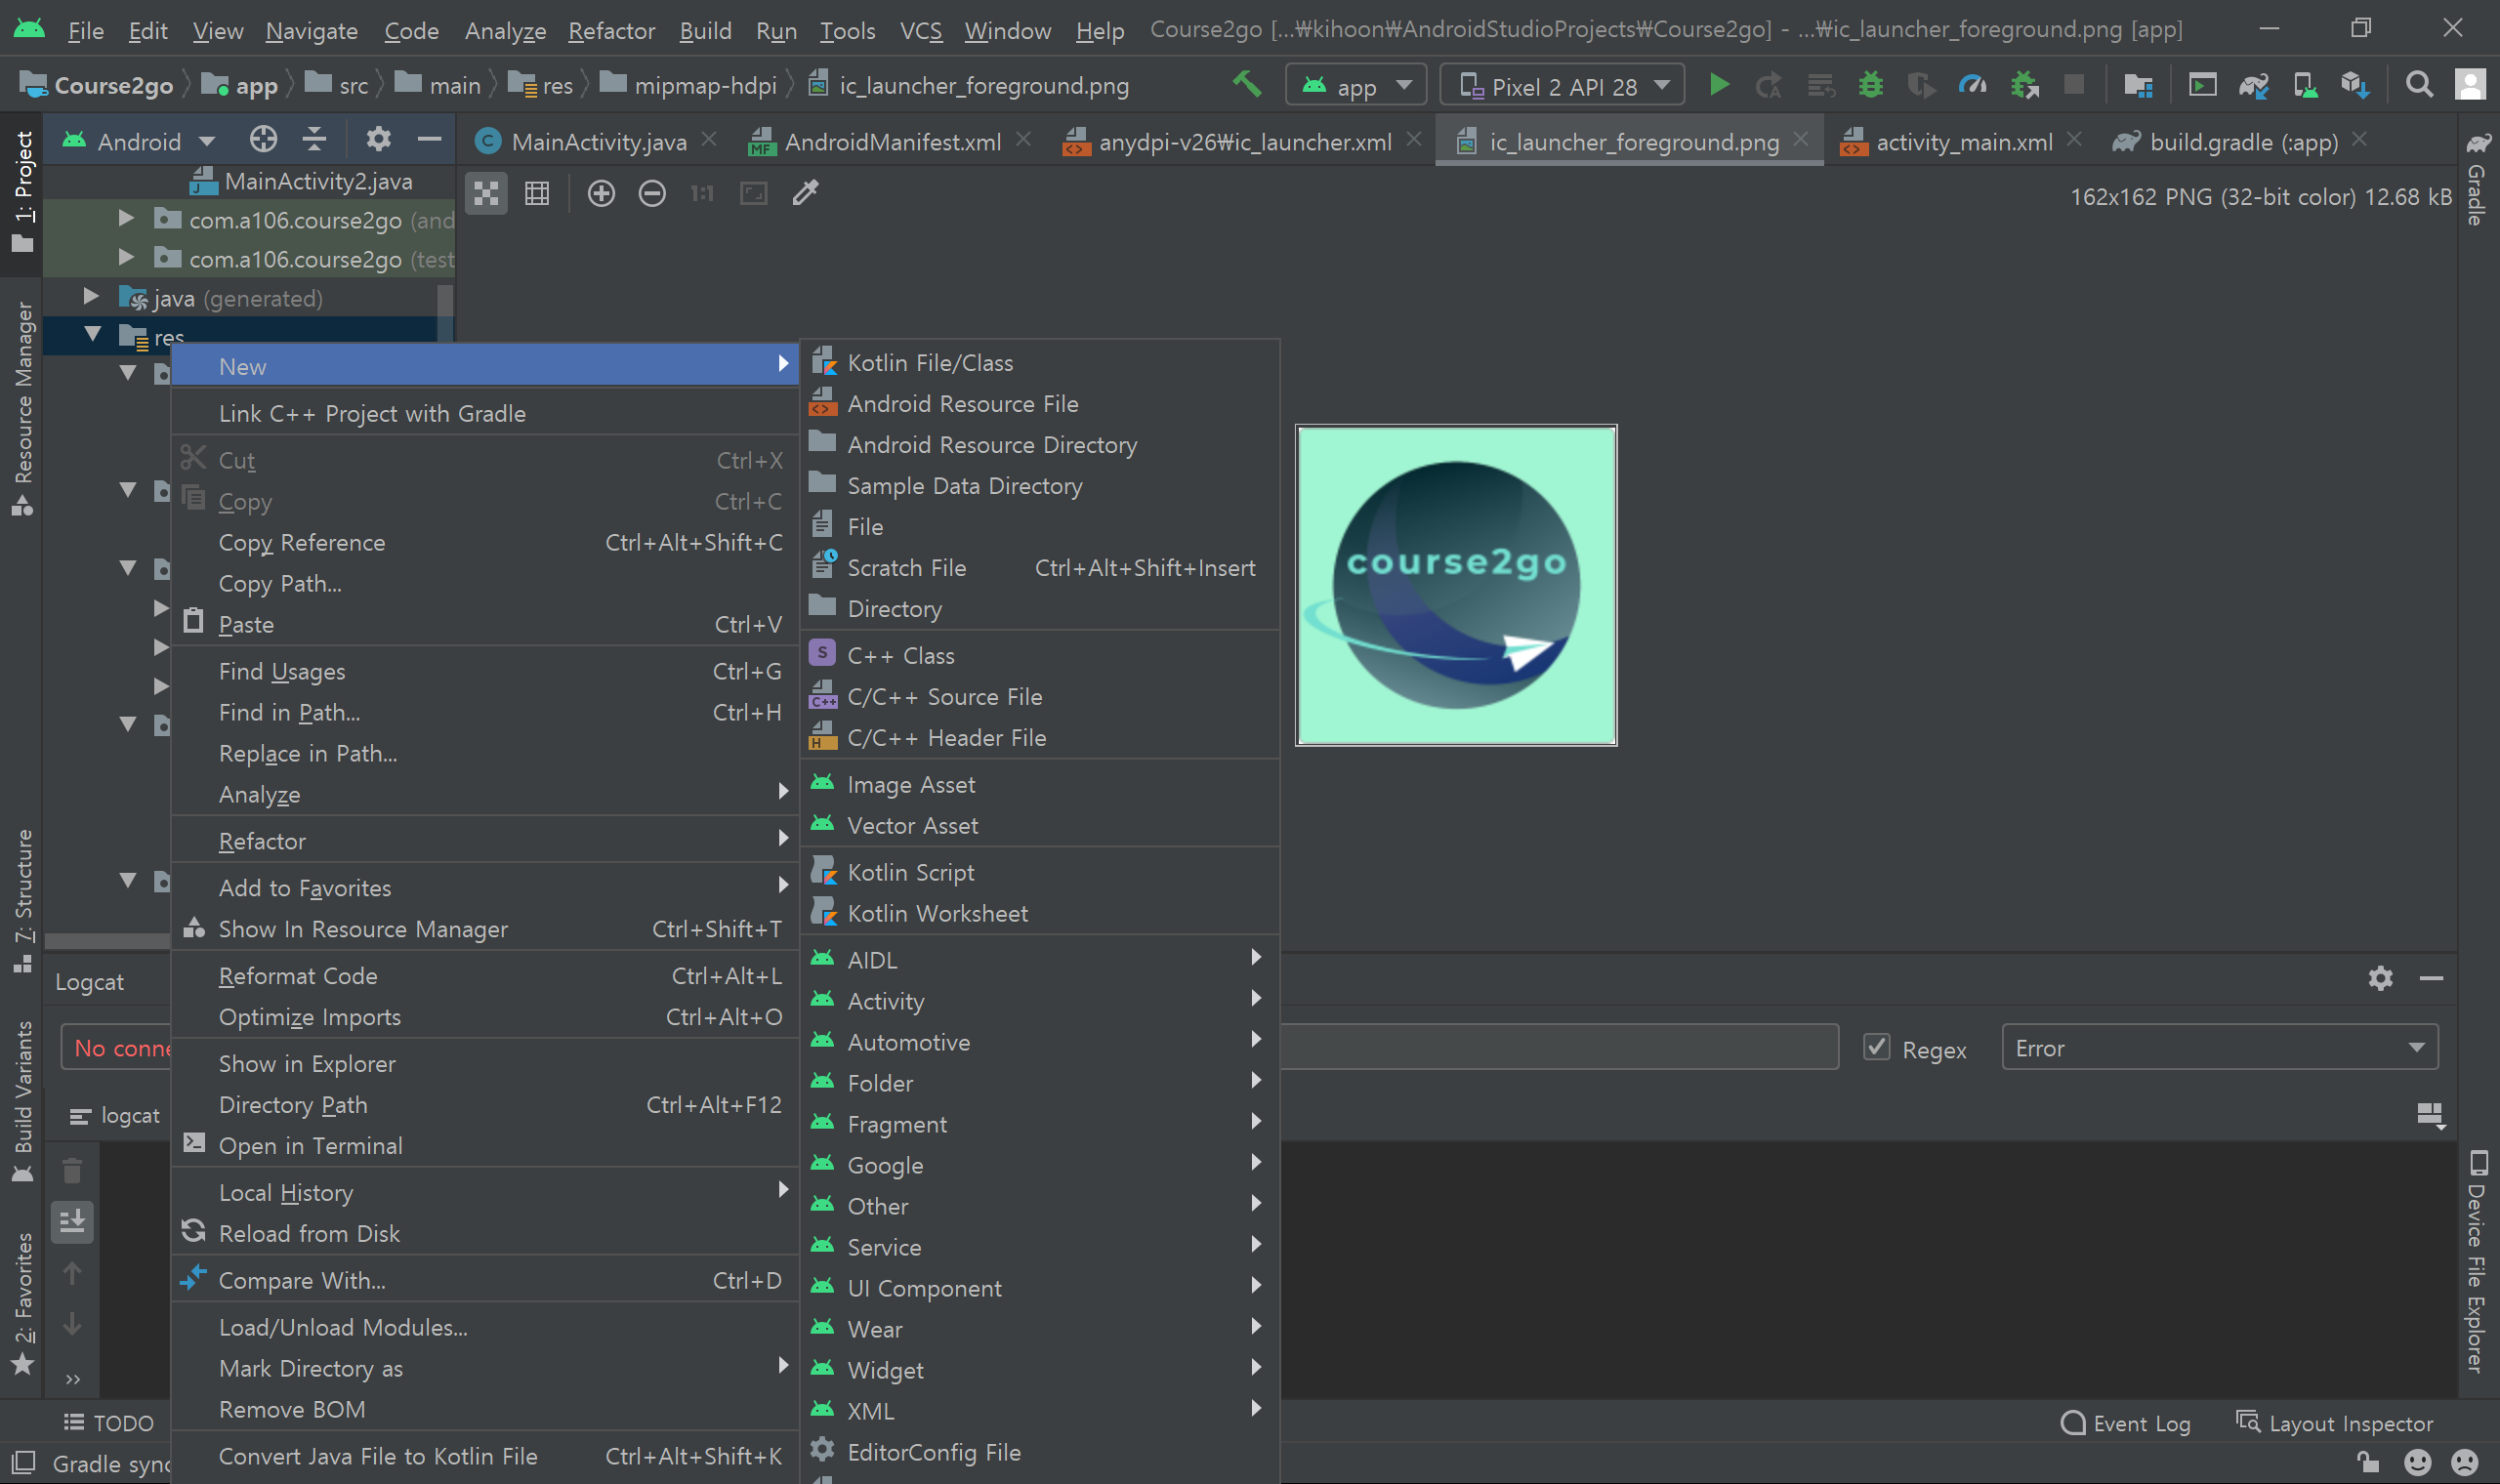 File Edit View Navigate Code Analyze Refactor Build Run Tools VCS Window Help Course2go [...₩kihoon₩AndroidStudioProjects₩Course2go] - ...₩ic_launcher_foreground.png [app]
Course2go app src main res mipmap-hdpi ic_launcher_foreground.png app Pixel 2 API 28
Android MainActivity.java AndroidManifest.xml anydpi-v26₩ic_launcher.xml ic_launcher_foreground.png activity_main.xml build.gradle (:app)
1: Project
Resource Manager
7: Structure
Build Variants
2: Favorites
MainActivity2.java
com.a106.course2go (and
com.a106.course2go (test
java (generated)
res
1:1
162x162 PNG (32-bit color) 12.68 kB
New
Link C++ Project with Gradle
Cut Ctrl+X
Copy Ctrl+C
Copy Reference Ctrl+Alt+Shift+C
Copy Path...
Paste Ctrl+V
Find Usages Ctrl+G
Find in Path... Ctrl+H
Replace in Path...
Analyze
Refactor
Add to Favorites
Show In Resource Manager Ctrl+Shift+T
Reformat Code Ctrl+Alt+L
Optimize Imports Ctrl+Alt+O
Show in Explorer
Directory Path Ctrl+Alt+F12
Open in Terminal
Local History
Reload from Disk
Compare With... Ctrl+D
Load/Unload Modules...
Mark Directory as
Remove BOM
Convert Java File to Kotlin File Ctrl+Alt+Shift+K
Kotlin File/Class
Android Resource File
Android Resource Directory
Sample Data Directory
File
Scratch File Ctrl+Alt+Shift+Insert
Directory
S C++ Class
C++ C/C++ Source File
H C/C++ Header File
Image Asset
Vector Asset
Kotlin Script
Kotlin Worksheet
AIDL
Activity
Automotive
Folder
Fragment
Google
Other
Service
UI Component
Wear
Widget
XML
EditorConfig File
course2go
Logcat
No conne
Regex Error
logcat
TODO
Event Log Layout Inspector
Gradle sync
Gradle
Device File Explorer